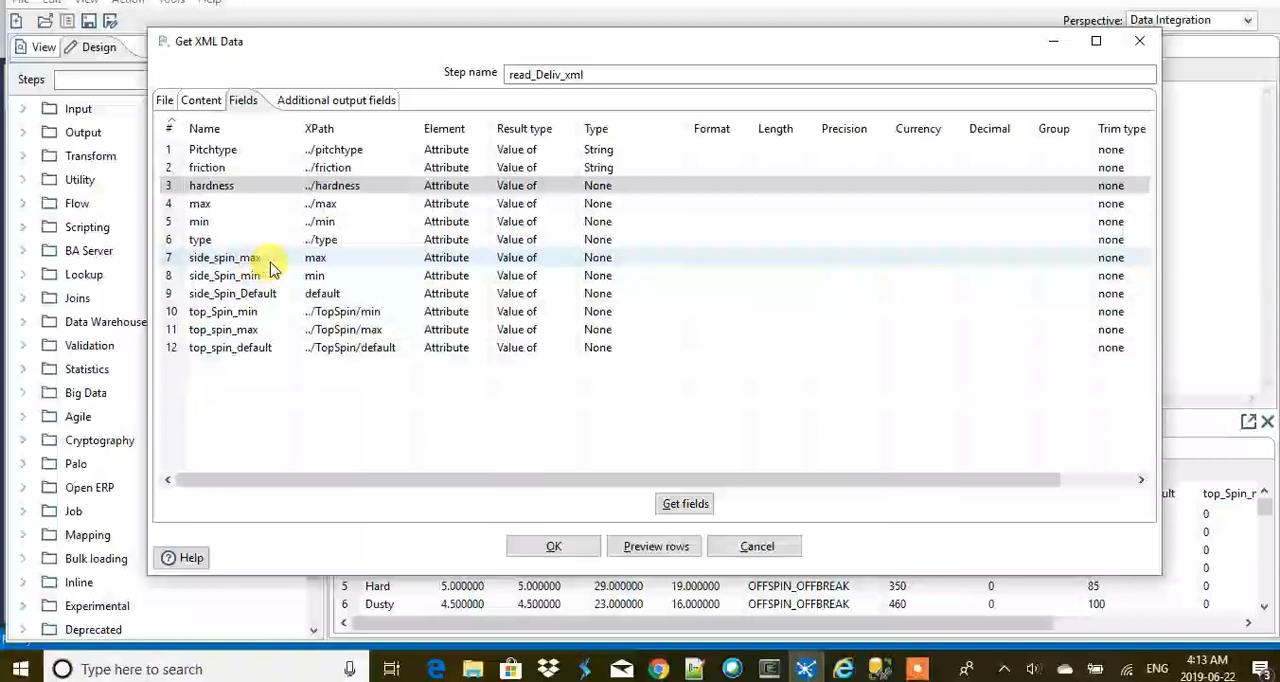 File Edit View Action Tools Help
Perspective: Data Integration
View Design
Get XML Data
Steps
Step name read_Deliv_xml
File Content Fields Additional output fields
# Name XPath Element Result type Type Format Length Precision Currency Decimal Group Trim type
1 Pitchtype ../pitchtype Attribute Value of String none
2 friction ../friction Attribute Value of String none
3 hardness ../hardness Attribute Value of None none
4 max ../max Attribute Value of None none
5 min ../min Attribute Value of None none
6 type ../type Attribute Value of None none
7 side_spin_max max Attribute Value of None none
8 side_Spin_min min Attribute Value of None none
9 side_Spin_Default default Attribute Value of None none
10 top_Spin_min ../TopSpin/min Attribute Value of None none
11 top_spin_max ../TopSpin/max Attribute Value of None none
12 top_spin_default ../TopSpin/default Attribute Value of None none
Get fields
OK Preview rows Cancel
Help
Input
Output
Transform
Utility
Flow
Scripting
BA Server
Lookup
Joins
Data Warehouse
Validation
Statistics
Big Data
Agile
Cryptography
Palo
Open ERP
Job
Mapping
Bulk loading
Inline
Experimental
Deprecated
ult top_Spin_r
0
0
0
0
5 Hard 5.000000 5.000000 29.000000 19.000000 OFFSPIN_OFFBREAK 350 0 85 0
6 Dusty 4.500000 4.500000 23.000000 16.000000 OFFSPIN_OFFBREAK 460 0 100 0
Type here to search
ENG
4:13 AM
2019-06-22
3